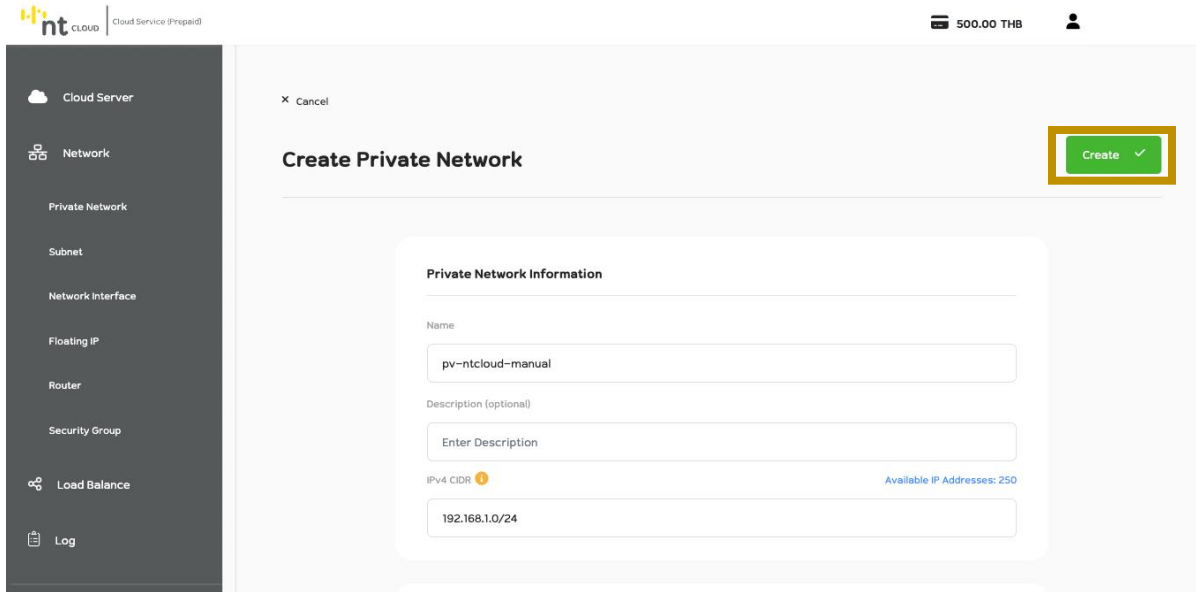 nt CLOUD Cloud Service (Prepaid)
500.00 THB
Cloud Server
Network
Private Network
Subnet
Network Interface
Floating IP
Router
Security Group
Load Balance
Log
× Cancel
Create Private Network
Create
Private Network Information
Name
pv-ntcloud-manual
Description (optional)
Enter Description
IPv4 CIDR
Available IP Addresses: 250
192.168.1.0/24